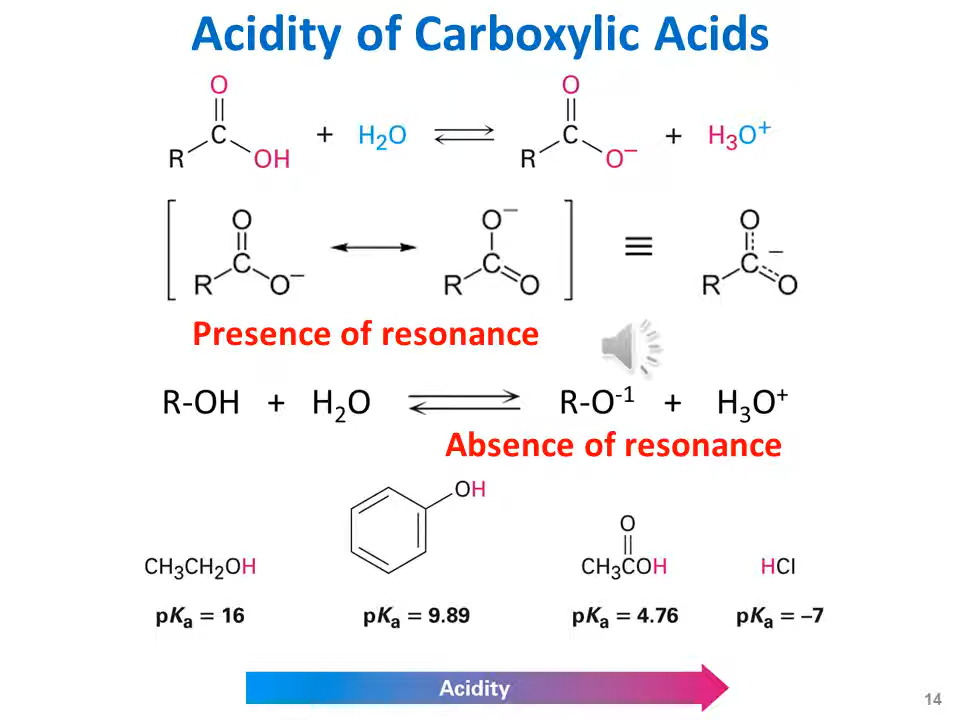 Acidity of Carboxylic Acids
O
C
R
OH
+ H₂O ⇌
O
C
R
O⁻
+ H₃O⁺
[
O
C
R
O⁻
↔
O⁻
C
R
O
]
≡
O
C
R
O
−
Presence of resonance
R-OH + H₂O ⇌ R-O⁻¹ + H₃O⁺
Absence of resonance
OH
O
CH₃CH₂OH
CH₃COH
HCl
pKₐ = 16
pKₐ = 9.89
pKₐ = 4.76
pKₐ = –7
Acidity
14